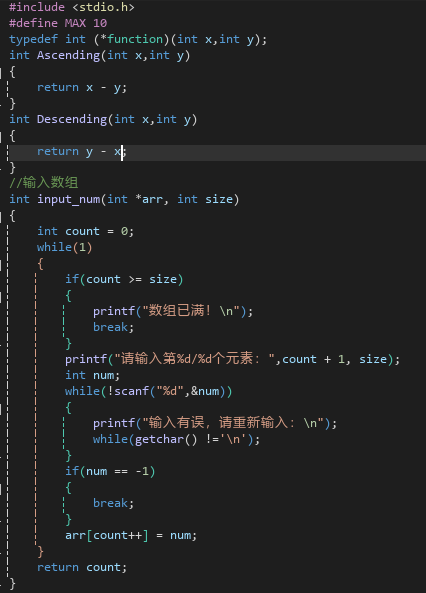 #include <stdio.h>
#define MAX 10
typedef int (*function)(int x,int y);
int Ascending(int x,int y)
{
    return x - y;
}
int Descending(int x,int y)
{
    return y - x;
}
//输入数组
int input_num(int *arr, int size)
{
    int count = 0;
    while(1)
    {
        if(count >= size)
        {
            printf("数组已满! \n");
            break;
        }
        printf("请输入第%d/%d个元素: ",count + 1, size);
        int num;
        while(!scanf("%d",&num))
        {
            printf("输入有误, 请重新输入: \n");
            while(getchar() !='\n');
        }
        if(num == -1)
        {
            break;
        }
        arr[count++] = num;
    }
    return count;
}